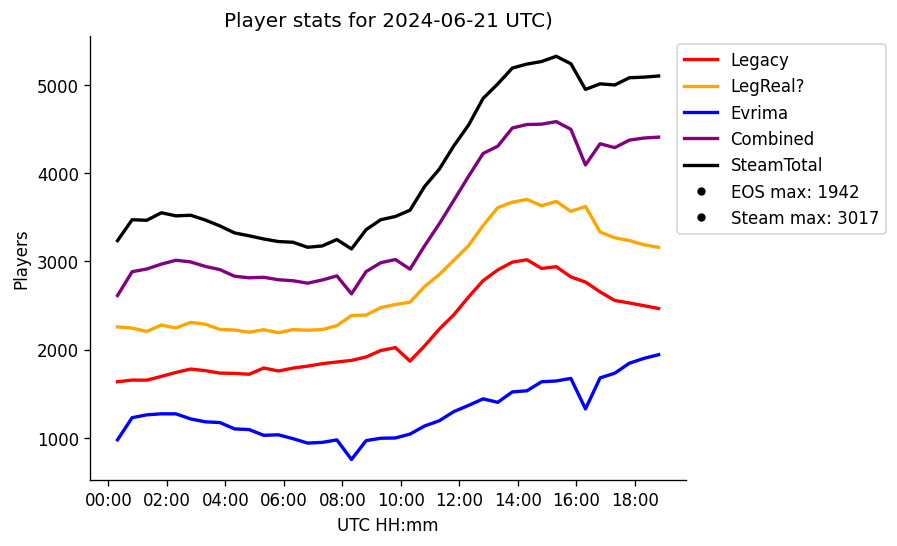 Player stats for 2024-06-21 UTC)
Legacy
LegReal?
Evrima
Combined
SteamTotal
EOS max: 1942
Steam max: 3017
Players
5000
4000
3000
2000
1000
00:00 02:00 04:00 06:00 08:00 10:00 12:00 14:00 16:00 18:00
UTC HH:mm